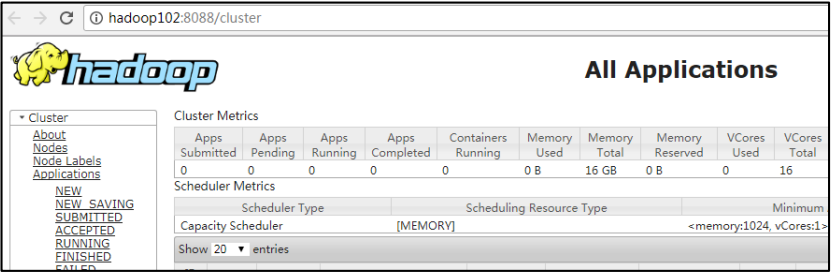 hadoop102:8088/cluster
hadoop
All Applications
Cluster
About
Nodes
Node Labels
Applications
NEW
NEW_SAVING
SUBMITTED
ACCEPTED
RUNNING
FINISHED
FAILED
Cluster Metrics
Apps Submitted Apps Pending Apps Running Apps Completed Containers Running Memory Used Memory Total Memory Reserved VCores Used VCores Total
0 0 0 0 0 0 B 16 GB 0 B 0 16
Scheduler Metrics
Scheduler Type Scheduling Resource Type Minimum
Capacity Scheduler [MEMORY] <memory:1024, vCores:1>
Show 20 entries